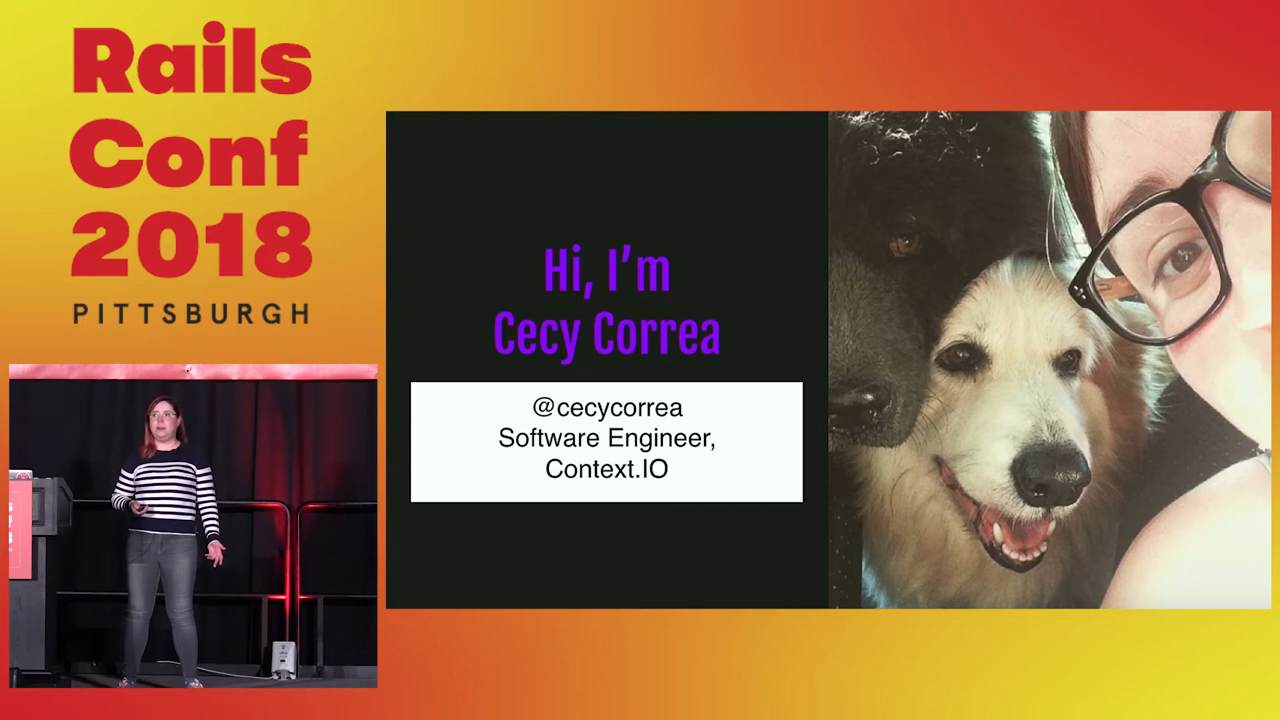 Rails
Conf
2018
PITTSBURGH
Hi, I’m
Cecy Correa
@cecycorrea
Software Engineer,
Context.IO